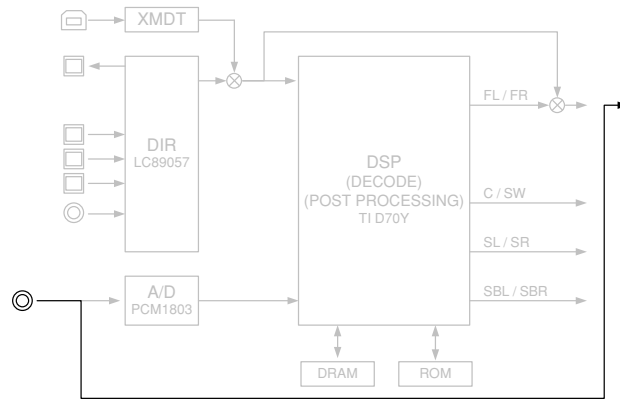 XMDT
FL / FR
DIR
LC89057
DSP
(DECODE)
(POST PROCESSING)
TI D70Y
C / SW
SL / SR
A/D
PCM1803
SBL / SBR
DRAM
ROM